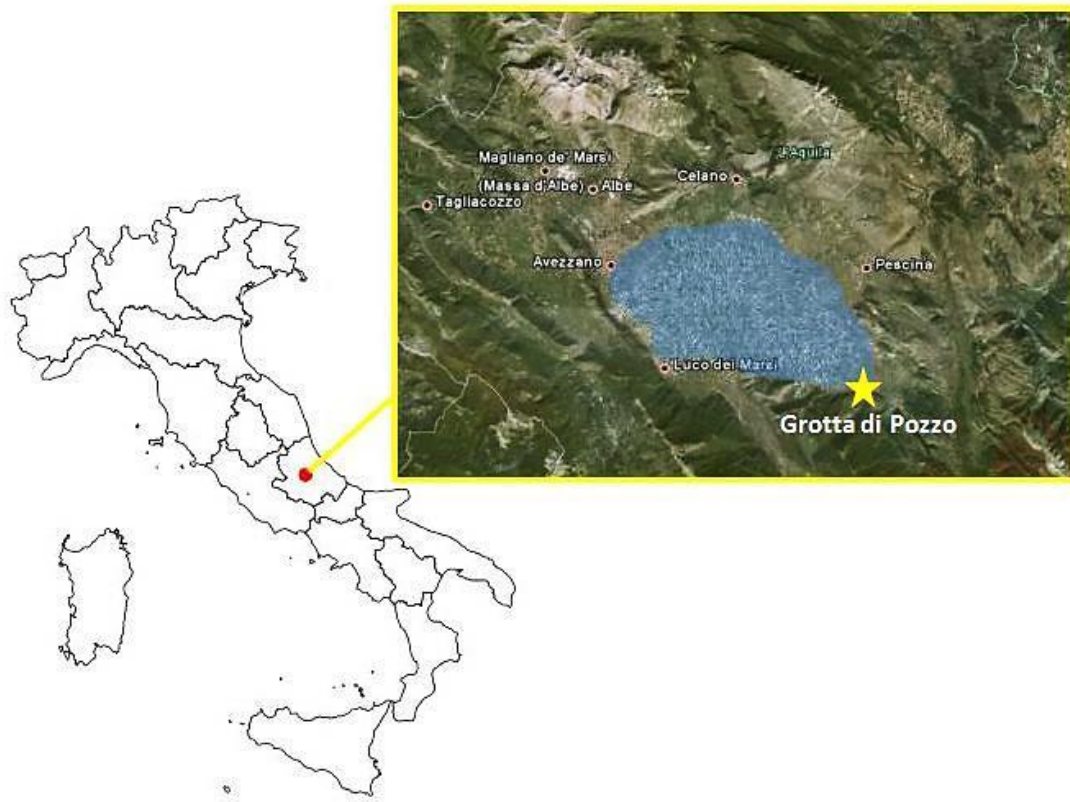 Magliano de' Marsi
(Massa d'Albe)
Albe
Tagliacozzo
Celano
L'Aquila
Avezzano
Pescina
Luco dei Marsi
Grotta di Pozzo